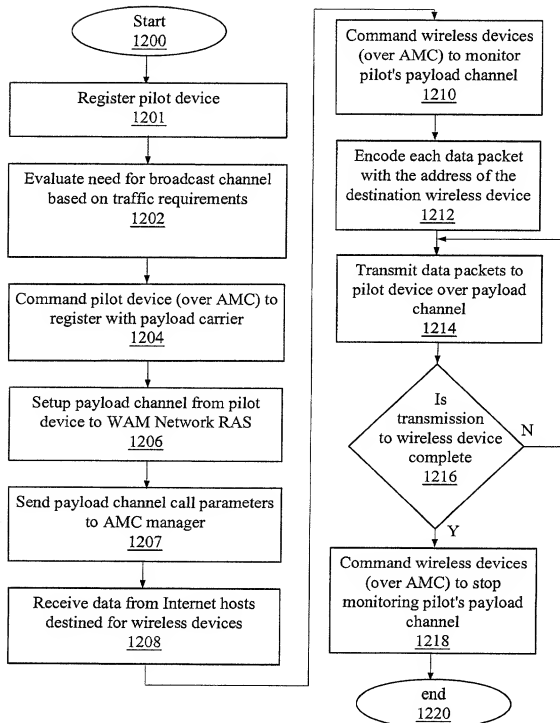 Start
1200
Register pilot device
1201
Evaluate need for broadcast channel
based on traffic requirements
1202
Command pilot device (over AMC) to
register with payload carrier
1204
Setup payload channel from pilot
device to WAM Network RAS
1206
Send payload channel call parameters
to AMC manager
1207
Receive data from Internet hosts
destined for wireless devices
1208
Command wireless devices
(over AMC) to monitor
pilot's payload channel
1210
Encode each data packet
with the address of the
destination wireless device
1212
Transmit data packets to
pilot device over payload
channel
1214
Is
transmission
to wireless device
complete
1216
N
Y
Command wireless devices
(over AMC) to stop
monitoring pilot's payload
channel
1218
end
1220